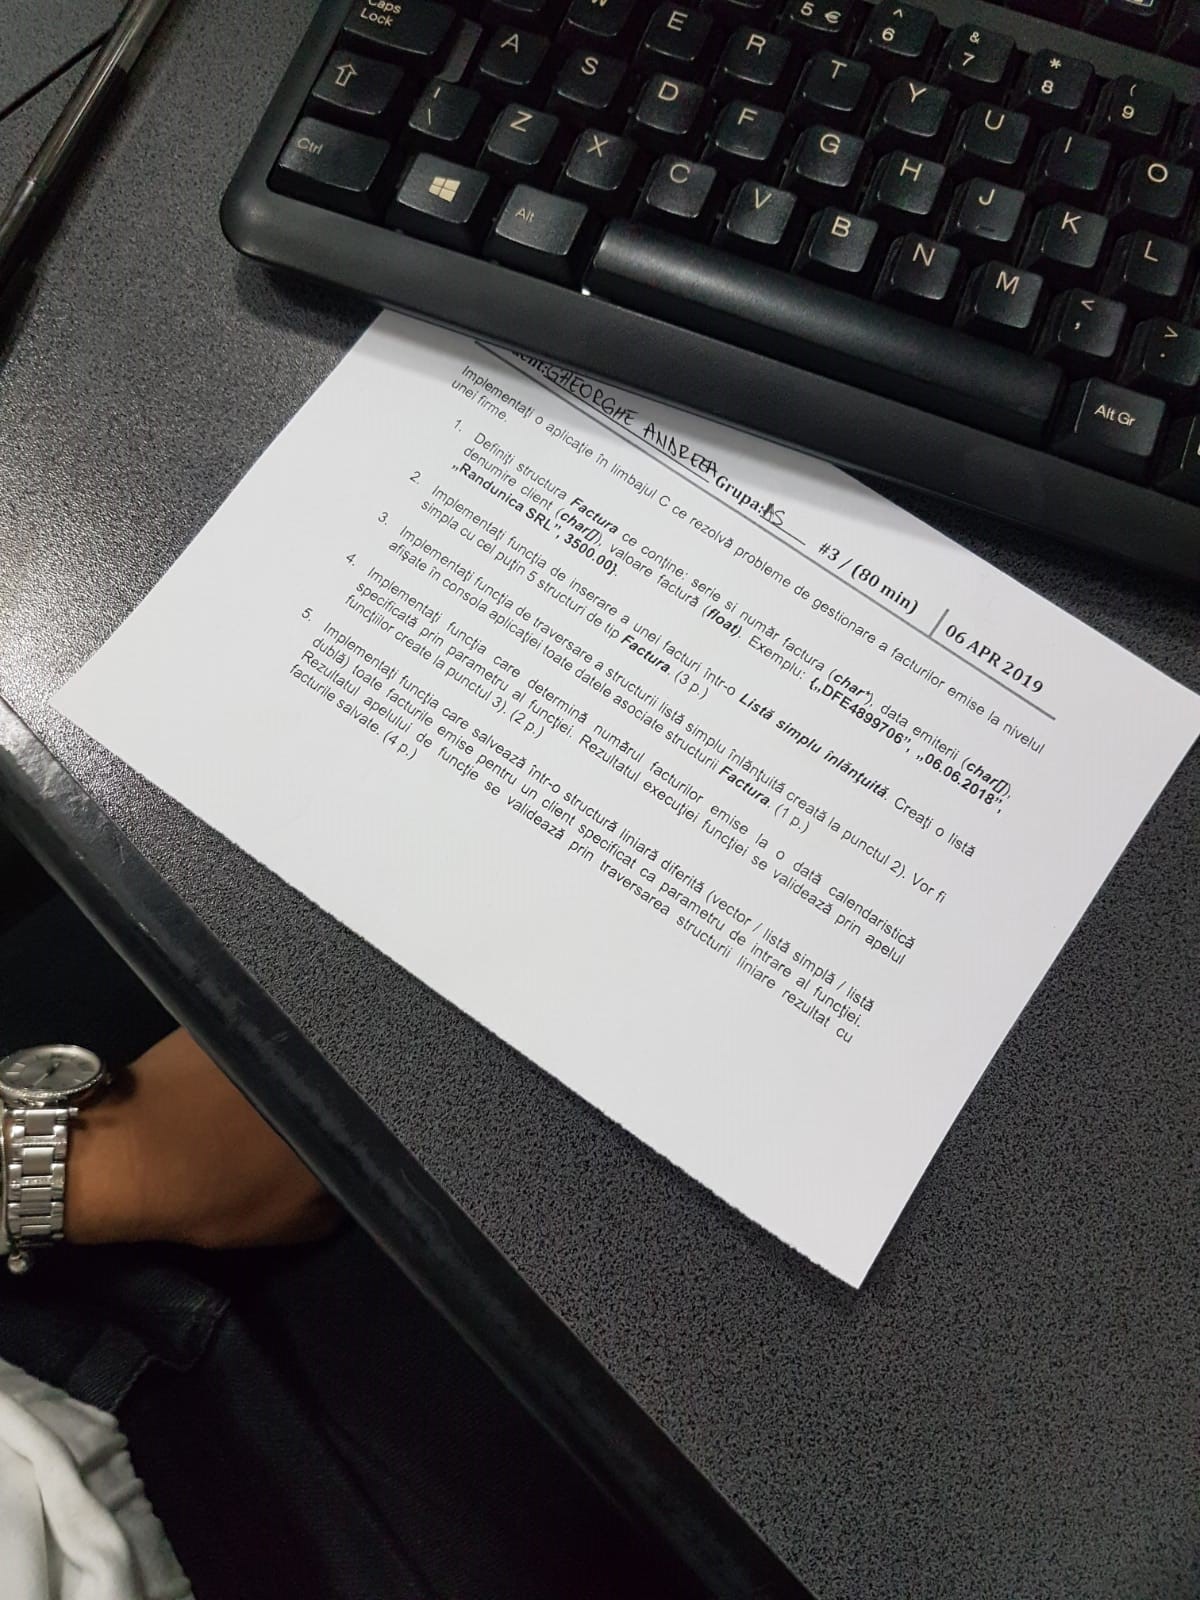 Caps
Lock
W
E
5 €
^
6
&
7
*
8
(
9
A
S
D
R
T
Y
U
I
O
|
\
Z
X
C
F
G
H
J
K
L
Ctrl
Alt
V
B
N
M
<
,
>
.
Alt Gr
GHEORGHE ANDREEA Grupa: AS #3 / (80 min) 06 APR 2019
Implementați o aplicație în limbajul C ce rezolvă probleme de gestionare a facturilor emise la nivelul
unei firme.
1. Definiți structura Factura ce conține: serie si număr factura (char*), data emiterii (char[]),
denumire client (char[]), valoare factură (float). Exemplu: {„DFE4899706”, „06.06.2018”,
„Randunica SRL”, 3500.00}.
2. Implementați funcția de inserare a unei facturi într-o Listă simplu înlănțuită. Creați o listă
simpla cu cel puțin 5 structuri de tip Factura. (3 p.)
3. Implementați funcția de traversare a structurii listă simplu înlănțuită creată la punctul 2). Vor fi
afișate în consola aplicației toate datele asociate structurii Factura. (1 p.)
4. Implementați funcția care determină numărul facturilor emise la o dată calendaristică
specificată prin parametru al funcției. Rezultatul execuției funcției se validează prin apelul
funcțiilor create la punctul 3). (2 p.)
5. Implementați funcția care salvează într-o structură liniară diferită (vector / listă simplă / listă
dublă) toate facturile emise pentru un client specificat ca parametru de intrare al funcției.
Rezultatul apelului de funcție se validează prin traversarea structurii liniare rezultat cu
facturile salvate. (4 p.)